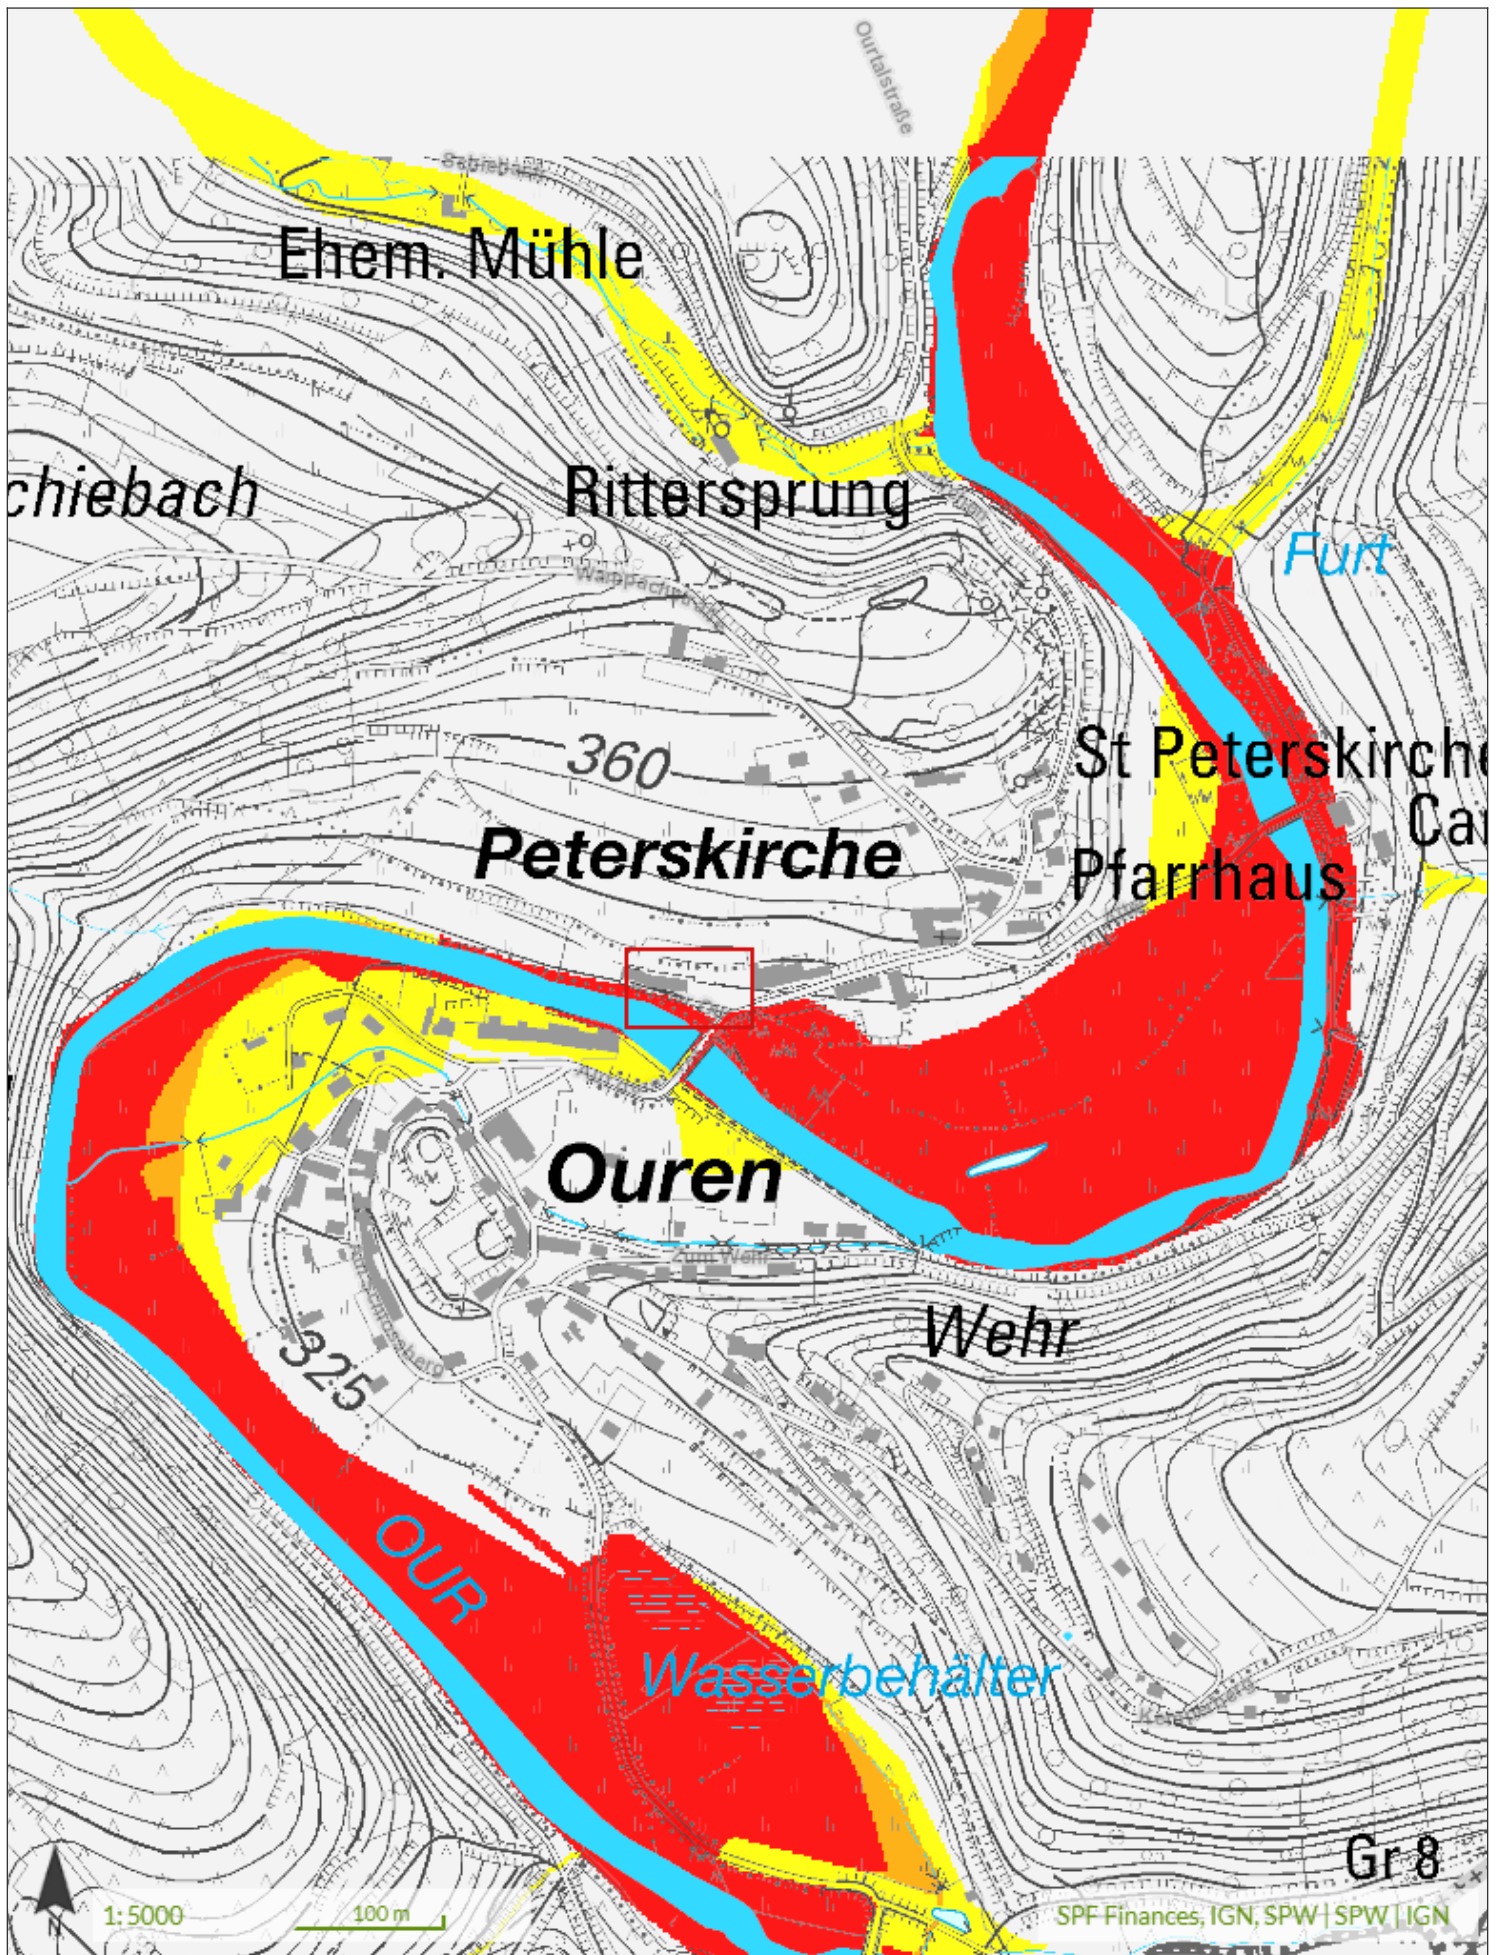 Ourtalstraße
Schiebach
Ehem. Mühle
chiebach
Rittersprung
Furt
360
St Peterskirche
Ca
Peterskirche
Pfarrhaus
Ouren
Zum Wehr
Wehr
325
OUR
Wasserbehälter
Gr 8
N
1:5000
100 m
SPF Finances, IGN, SPW | SPW | IGN